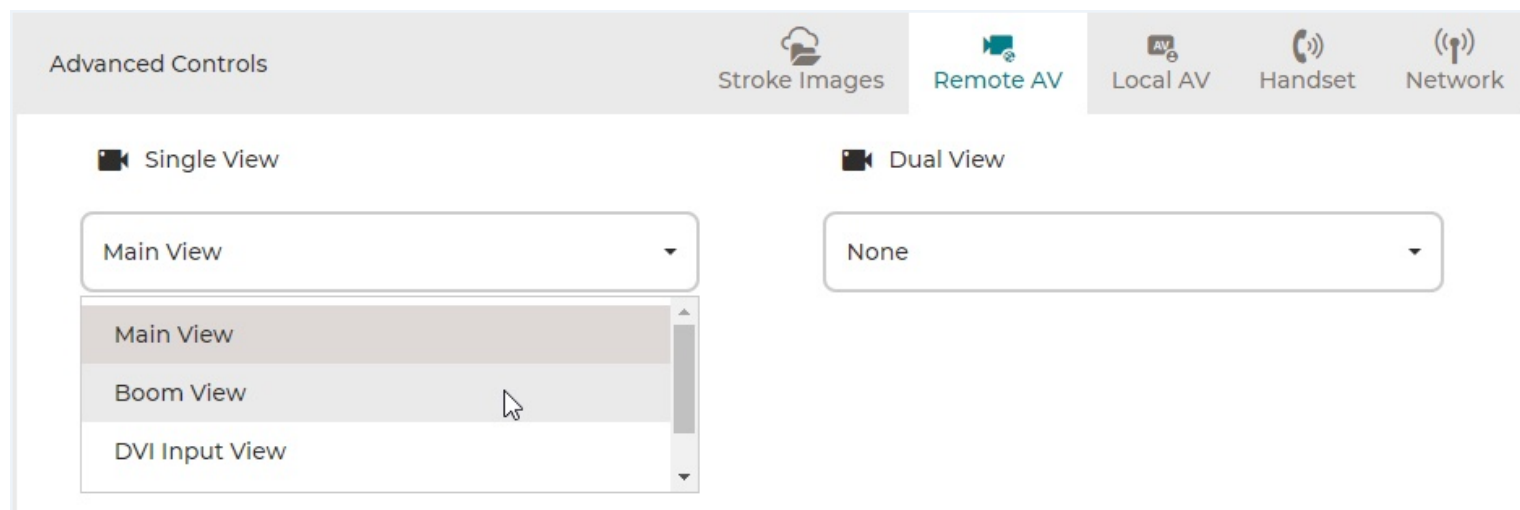 Advanced Controls
Stroke Images
Remote AV
Local AV
Handset
Network
Single View
Dual View
Main View
None
Main View
Boom View
DVI Input View